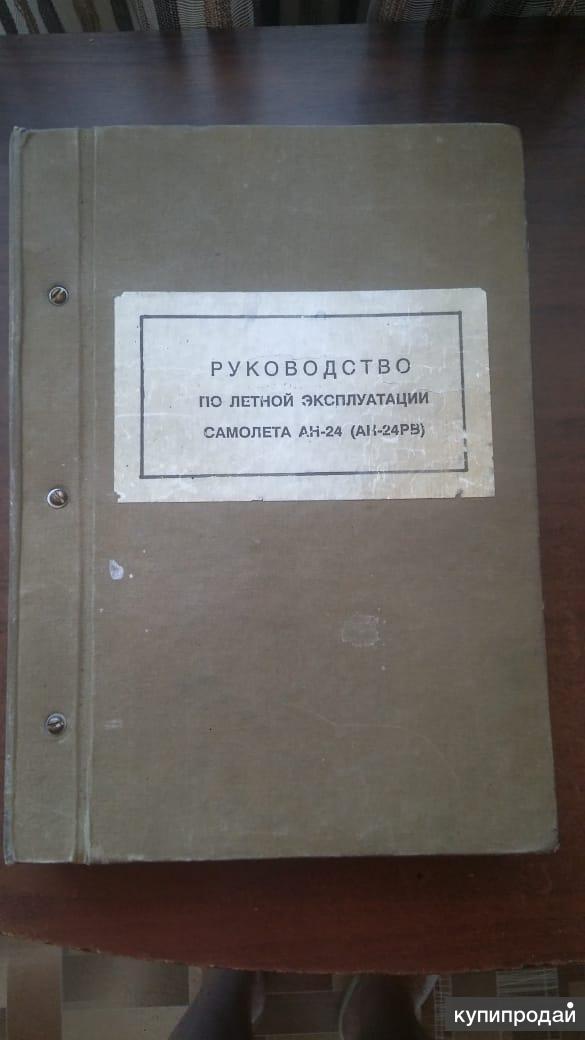 РУКОВОДСТВО
ПО ЛЕТНОЙ ЭКСПЛУАТАЦИИ
САМОЛЕТА АН-24 (АН-24РВ)
купипродай